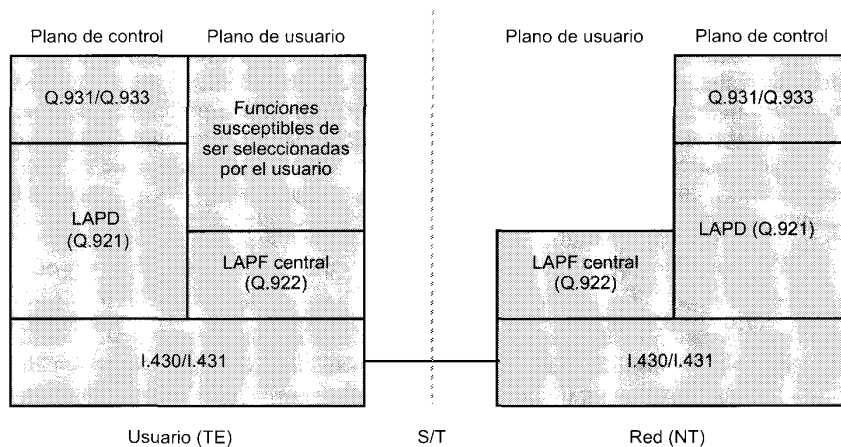 Plano de control
Plano de usuario
Plano de usuario
Plano de control
Q.931/Q.933
Funciones
susceptibles de
ser seleccionadas
por el usuario
Q.931/Q.933
LAPD
(Q.921)
LAPF central
(Q.922)
LAPF central
(Q.922)
LAPD (Q.921)
I.430/I.431
I.430/I.431
Usuario (TE)
S/T
Red (NT)